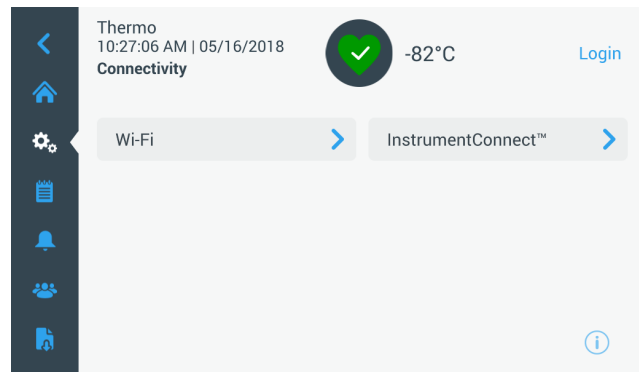 Thermo
10:27:06 AM | 05/16/2018
Connectivity
-82°C
Login
Wi-Fi
InstrumentConnect™